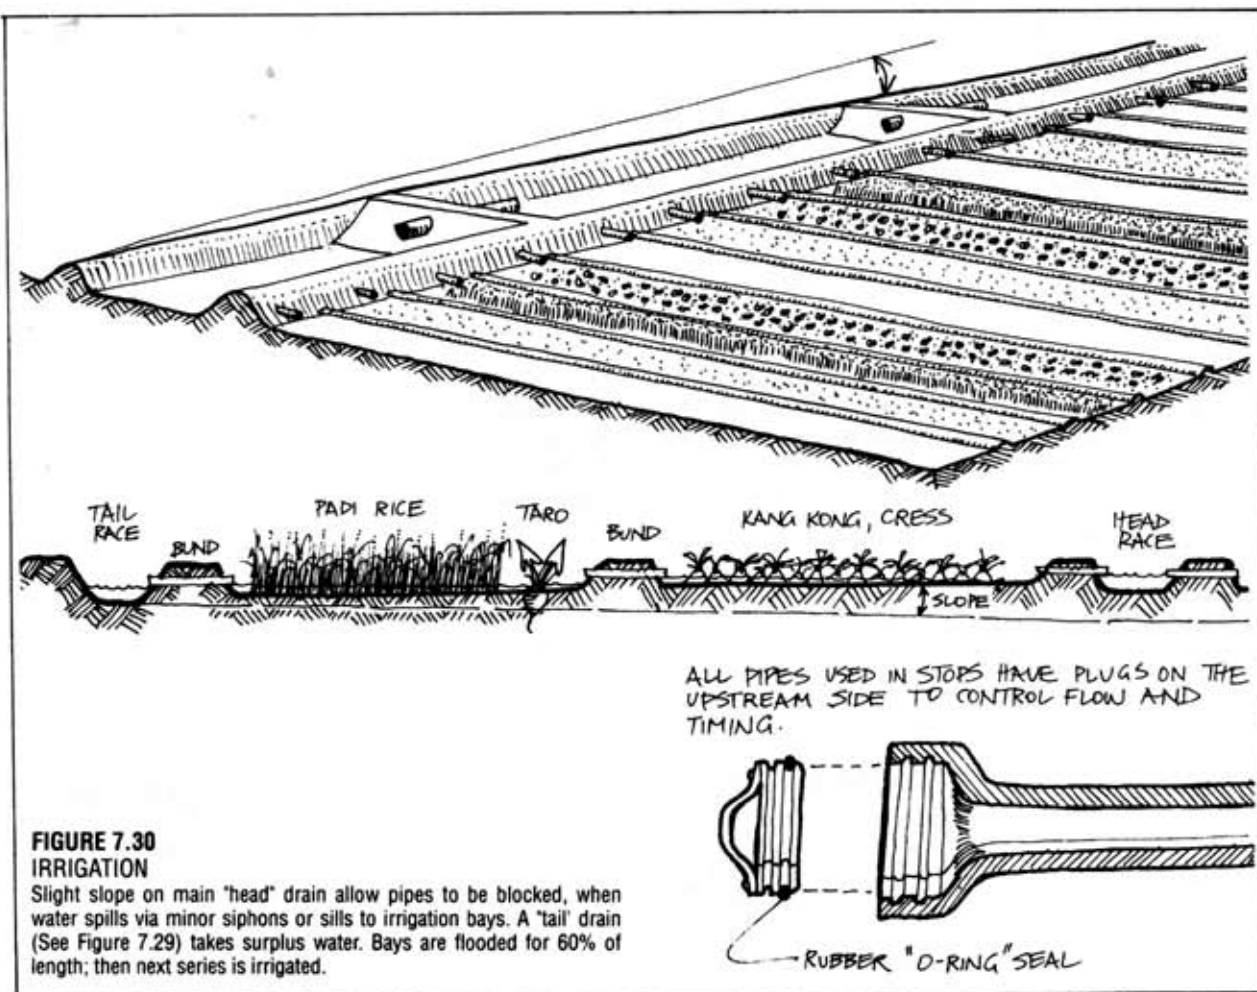 TAIL
RACE
BUND
PADI RICE
TARO
BUND
KANG KONG, CRESS
HEAD
RACE
SLOPE
ALL PIPES USED IN STOPS HAVE PLUGS ON THE
UPSTREAM SIDE TO CONTROL FLOW AND
TIMING.
RUBBER "O-RING" SEAL
FIGURE 7.30
IRRIGATION
Slight slope on main "head" drain allow pipes to be blocked, when
water spills via minor siphons or sills to irrigation bays. A "tail' drain
(See Figure 7.29) takes surplus water. Bays are flooded for 60% of
length; then next series is irrigated.